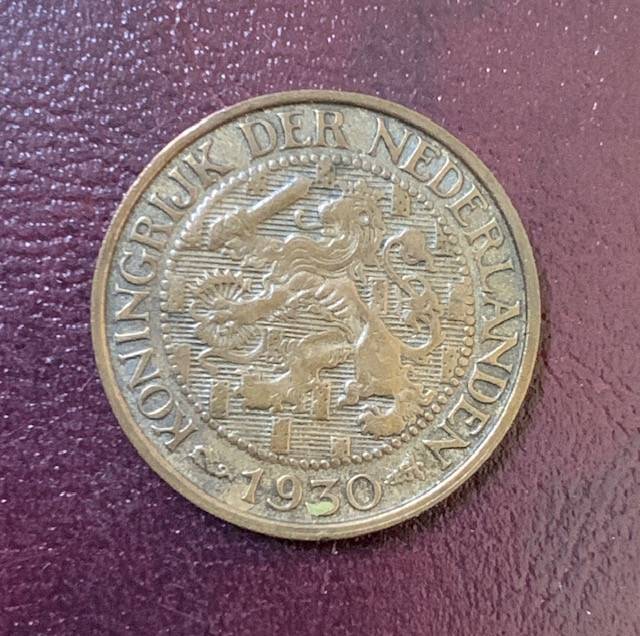 KONINGRIJK DER NEDERLANDEN
1930